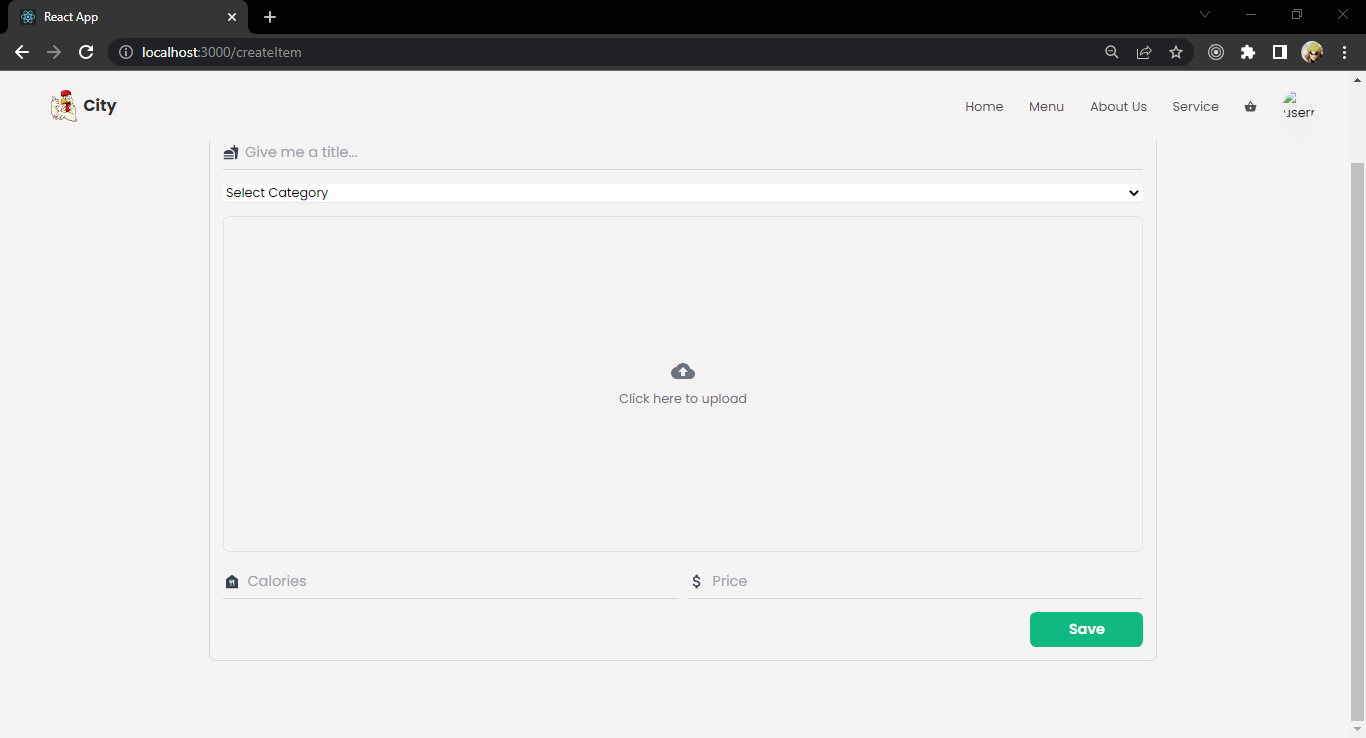 React App
localhost:3000/createItem
City
Home Menu About Us Service
userr
Give me a title...
Select Category
Click here to upload
Calories
$ Price
Save